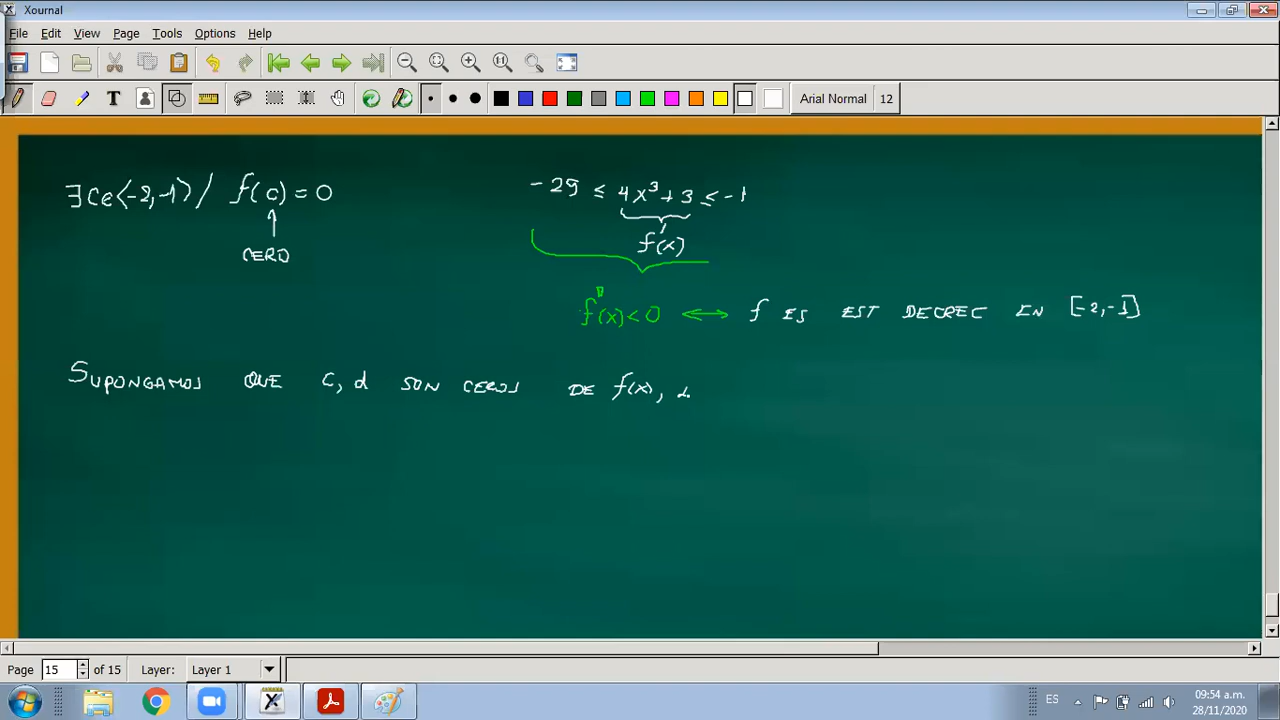 Xournal
File Edit View Page Tools Options Help
Arial Normal 12
∃ c ∈ ⟨-2, -1⟩ / f(c) = 0
CERO
-29 ≤ 4x³ + 3 ≤ -1
f'(x)
f'(x) < 0 ↔ f ES EST DECREC EN [-2, -1]
SUPONGAMOS QUE c, d SON CEROS DE f(x),
Page 15 of 15 Layer: Layer 1
ES 09:54 a.m.
28/11/2020